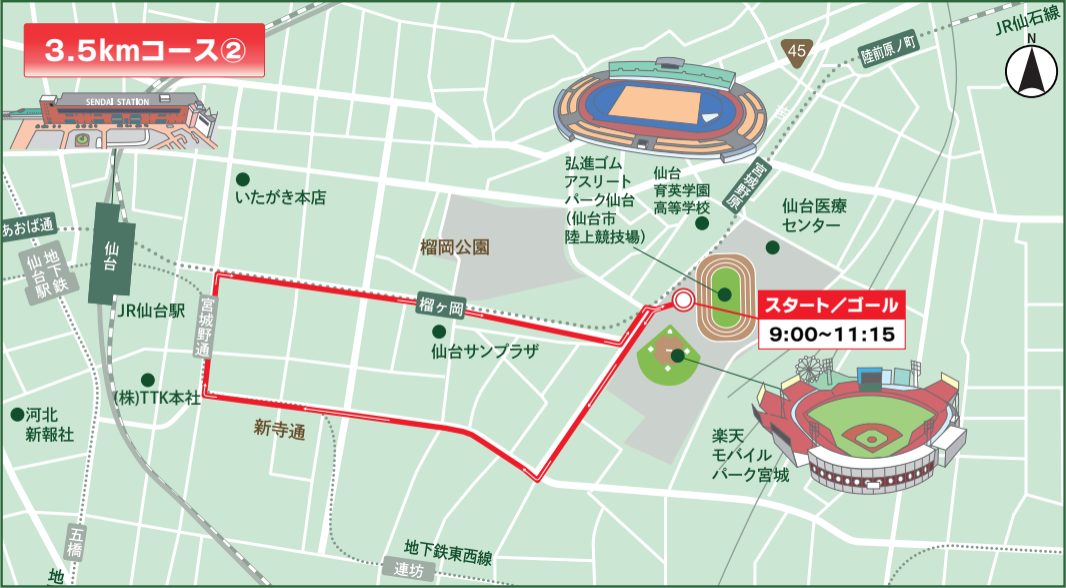 3.5kmコース②
JR仙石線
N
45
陸前原ノ町
SENDAI STATION
弘進ゴム
アスリート
パーク仙台
(仙台市
陸上競技場)
仙台
育英学園
高等学校
宮城野原
仙台医療
センター
いたがき本店
あおば通
地下鉄
仙台駅
仙台
榴岡公園
JR仙台駅
宮城野通
榴ケ岡
仙台サンプラザ
スタート/ゴール
9:00~11:15
(株)TTK本社
河北
新報社
新寺通
楽天
モバイル
パーク宮城
五橋
地下鉄東西線
連坊
地